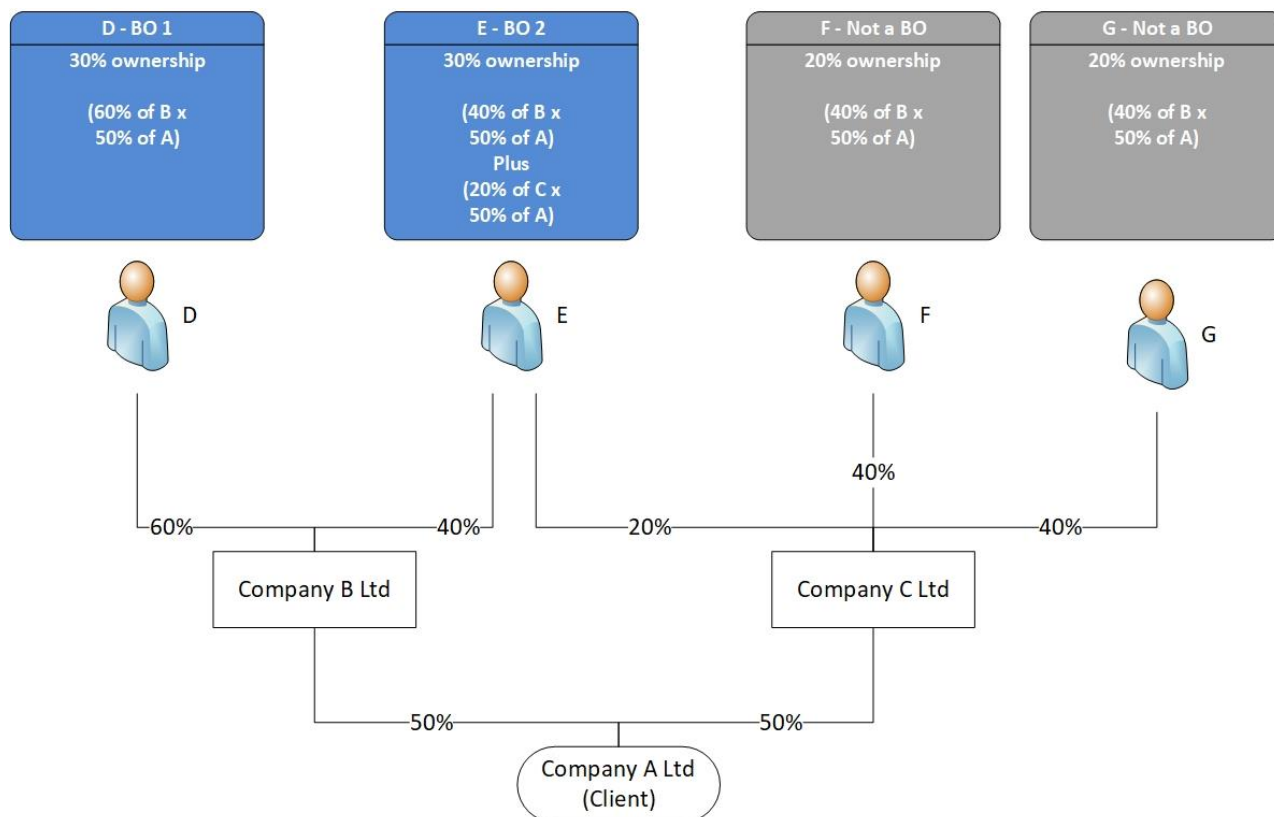 D - BO 1
30% ownership
(60% of B x
50% of A)
E - BO 2
30% ownership
(40% of B x
50% of A)
Plus
(20% of C x
50% of A)
F - Not a BO
20% ownership
(40% of B x
50% of A)
G - Not a BO
20% ownership
(40% of B x
50% of A)
D
E
F
G
40%
60%
40%
20%
40%
Company B Ltd
Company C Ltd
50%
50%
Company A Ltd
(Client)